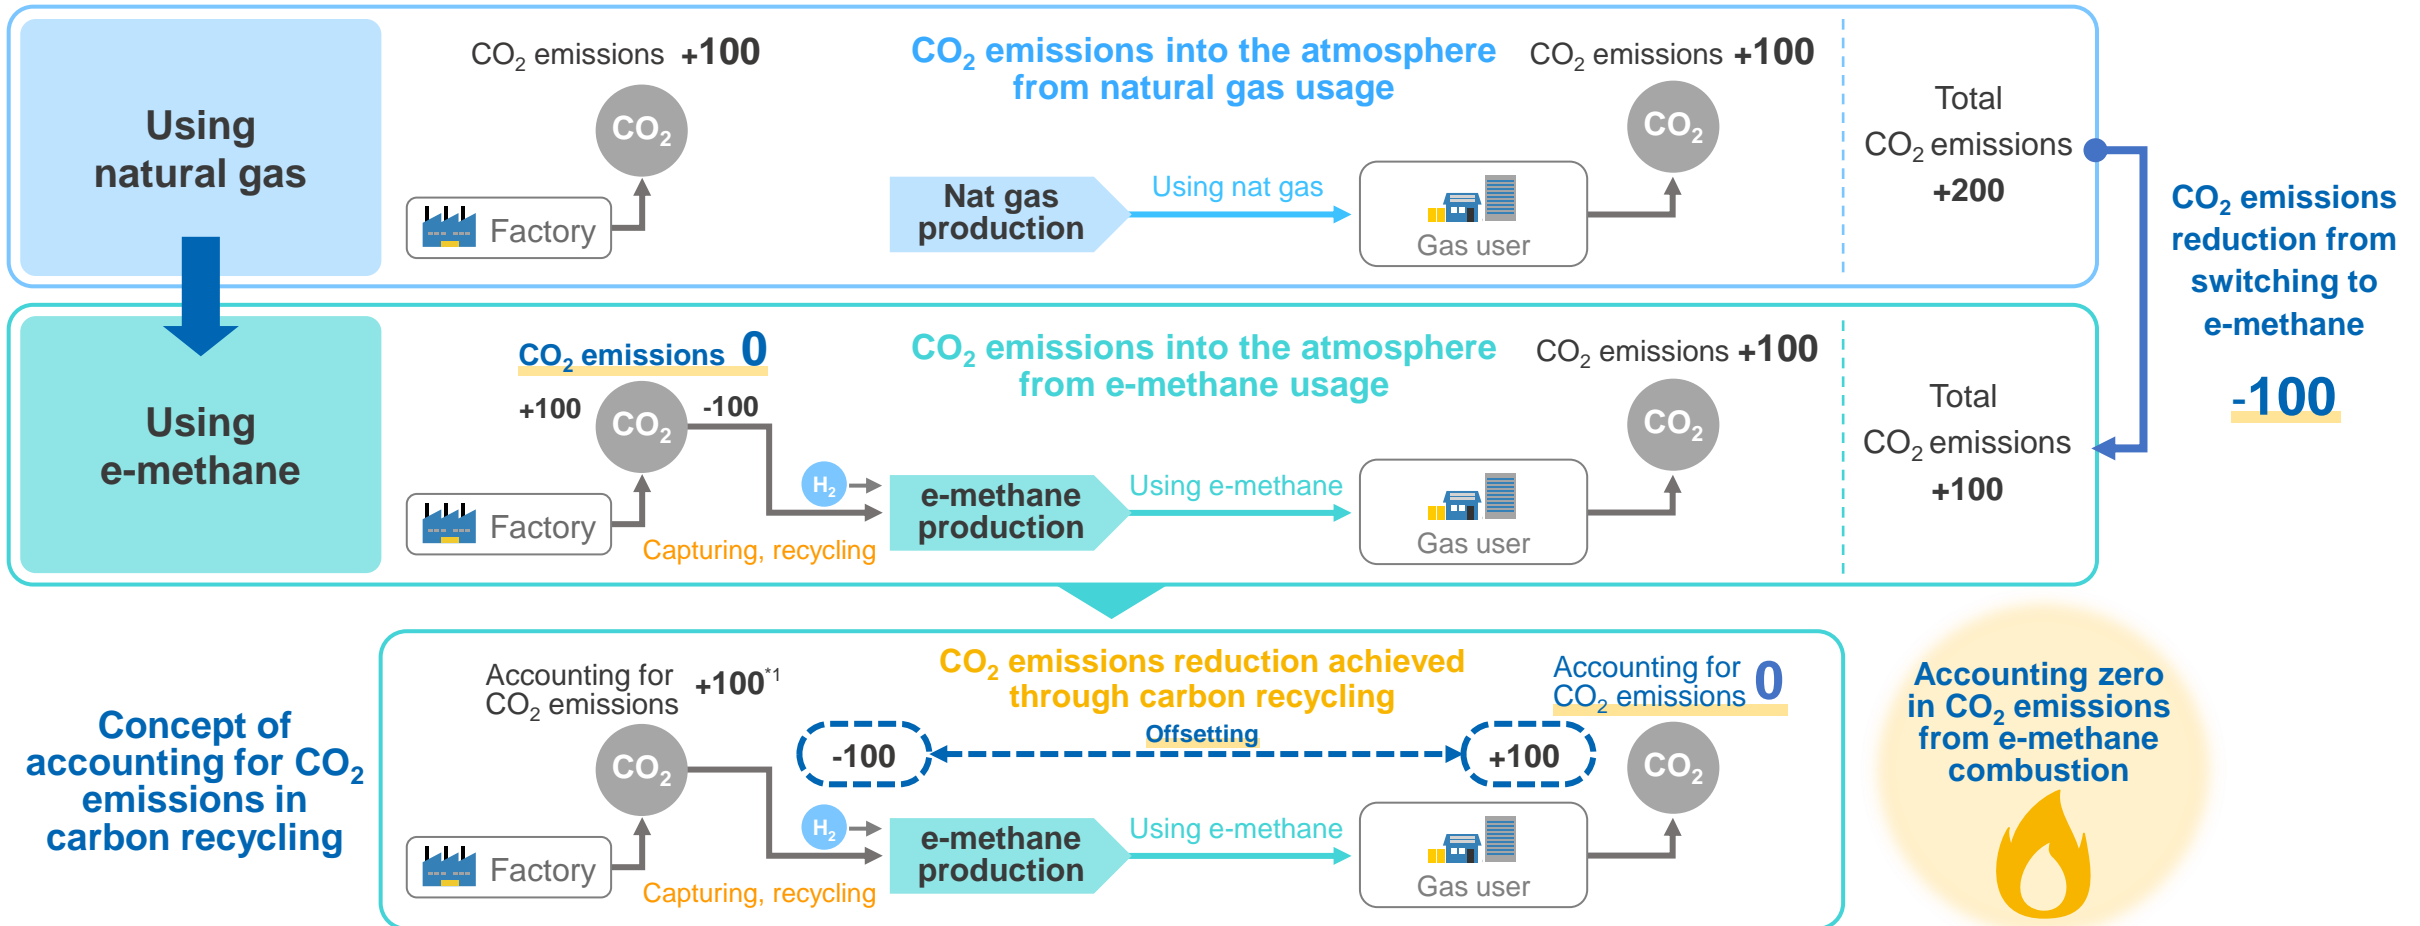 Using
natural gas
CO₂ emissions +100
CO₂
Factory
CO₂ emissions into the atmosphere
from natural gas usage
Nat gas
production
Using nat gas
Gas user
CO₂ emissions +100
CO₂
Total
CO₂ emissions
+200
CO₂ emissions
reduction from
switching to
e-methane
-100
Using
e-methane
CO₂ emissions 0
+100
CO₂
-100
Factory
Capturing, recycling
H₂
CO₂ emissions into the atmosphere
from e-methane usage
e-methane
production
Using e-methane
Gas user
CO₂ emissions +100
CO₂
Total
CO₂ emissions
+100
Concept of
accounting for CO₂
emissions in
carbon recycling
Accounting for
CO₂ emissions
+100*1
CO₂
Factory
Capturing, recycling
H₂
CO₂ emissions reduction achieved
through carbon recycling
Offsetting
-100
+100
e-methane
production
Using e-methane
Gas user
Accounting for
CO₂ emissions 0
CO₂
Accounting zero
in CO₂ emissions
from e-methane
combustion